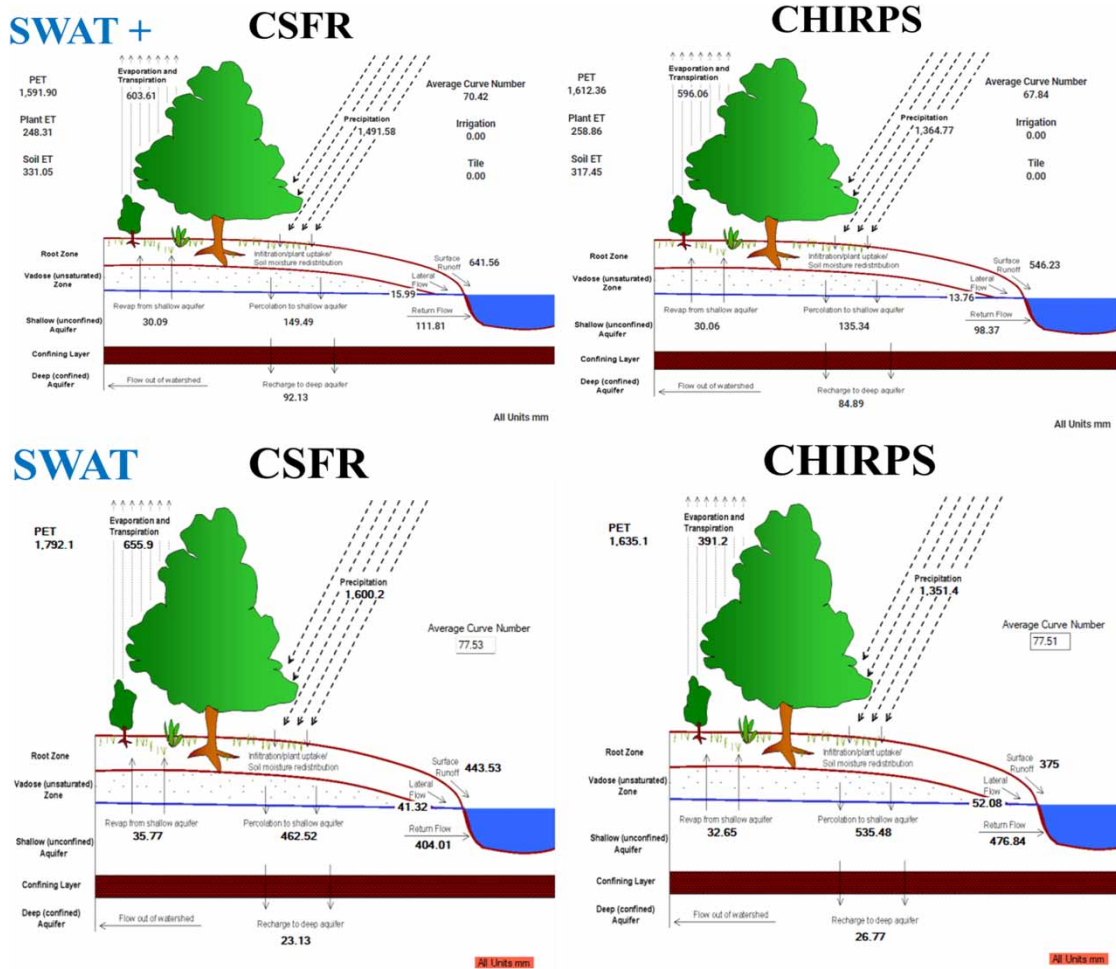 SWAT + CSFR
CHIRPS
PET
1,591.90
Plant ET
248.31
Soil ET
331.05
Evaporation and
Transpiration
603.61
Precipitation
1,491.58
Average Curve Number
70.42
Irrigation
0.00
Tile
0.00
Root Zone
Vadose (unsaturated)
Zone
Shallow (unconfined)
Aquifer
Confining Layer
Deep (confined)
Aquifer
Infiltration/plant uptake/
Soil moisture redistribution
Surface
Runoff
641.56
Lateral
Flow
15.99
Revap from shallow aquifer
30.09
Percolation to shallow aquifer
149.49
Return Flow
111.81
Flow out of watershed
Recharge to deep aquifer
92.13
All Units mm
PET
1,612.36
Plant ET
258.86
Soil ET
317.45
Evaporation and
Transpiration
596.06
Precipitation
1,364.77
Average Curve Number
67.84
Irrigation
0.00
Tile
0.00
Root Zone
Vadose (unsaturated)
Zone
Shallow (unconfined)
Aquifer
Confining Layer
Deep (confined)
Aquifer
Infiltration/plant uptake/
Soil moisture redistribution
Surface
Runoff
546.23
Lateral
Flow
13.76
Revap from shallow aquifer
30.06
Percolation to shallow aquifer
135.34
Return Flow
98.37
Flow out of watershed
Recharge to deep aquifer
84.89
All Units mm
SWAT CSFR
CHIRPS
PET
1,792.1
Evaporation and
Transpiration
655.9
Precipitation
1,600.2
Average Curve Number
77.53
Root Zone
Vadose (unsaturated)
Zone
Shallow (unconfined)
Aquifer
Confining Layer
Deep (confined)
Aquifer
Infiltration/plant uptake/
Soil moisture redistribution
Surface
Runoff
443.53
Lateral
Flow
41.32
Revap from shallow aquifer
35.77
Percolation to shallow aquifer
462.52
Return Flow
404.01
Flow out of watershed
Recharge to deep aquifer
23.13
All Units mm
PET
1,635.1
Evaporation and
Transpiration
391.2
Precipitation
1,351.4
Average Curve Number
77.51
Root Zone
Vadose (unsaturated)
Zone
Shallow (unconfined)
Aquifer
Confining Layer
Deep (confined)
Aquifer
Infiltration/plant uptake/
Soil moisture redistribution
Surface
Runoff
375
Lateral
Flow
52.08
Revap from shallow aquifer
32.65
Percolation to shallow aquifer
535.48
Return Flow
476.84
Flow out of watershed
Recharge to deep aquifer
26.77
All Units mm